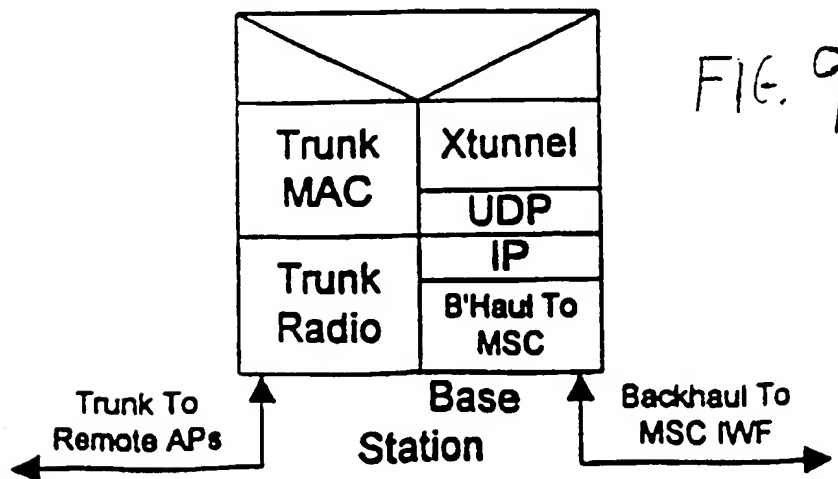 FIG. 9
Trunk
MAC
Xtunnel
UDP
IP
Trunk
Radio
B'Haul To
MSC
Trunk To
Remote APs
Base
Station
Backhaul To
MSC IWF